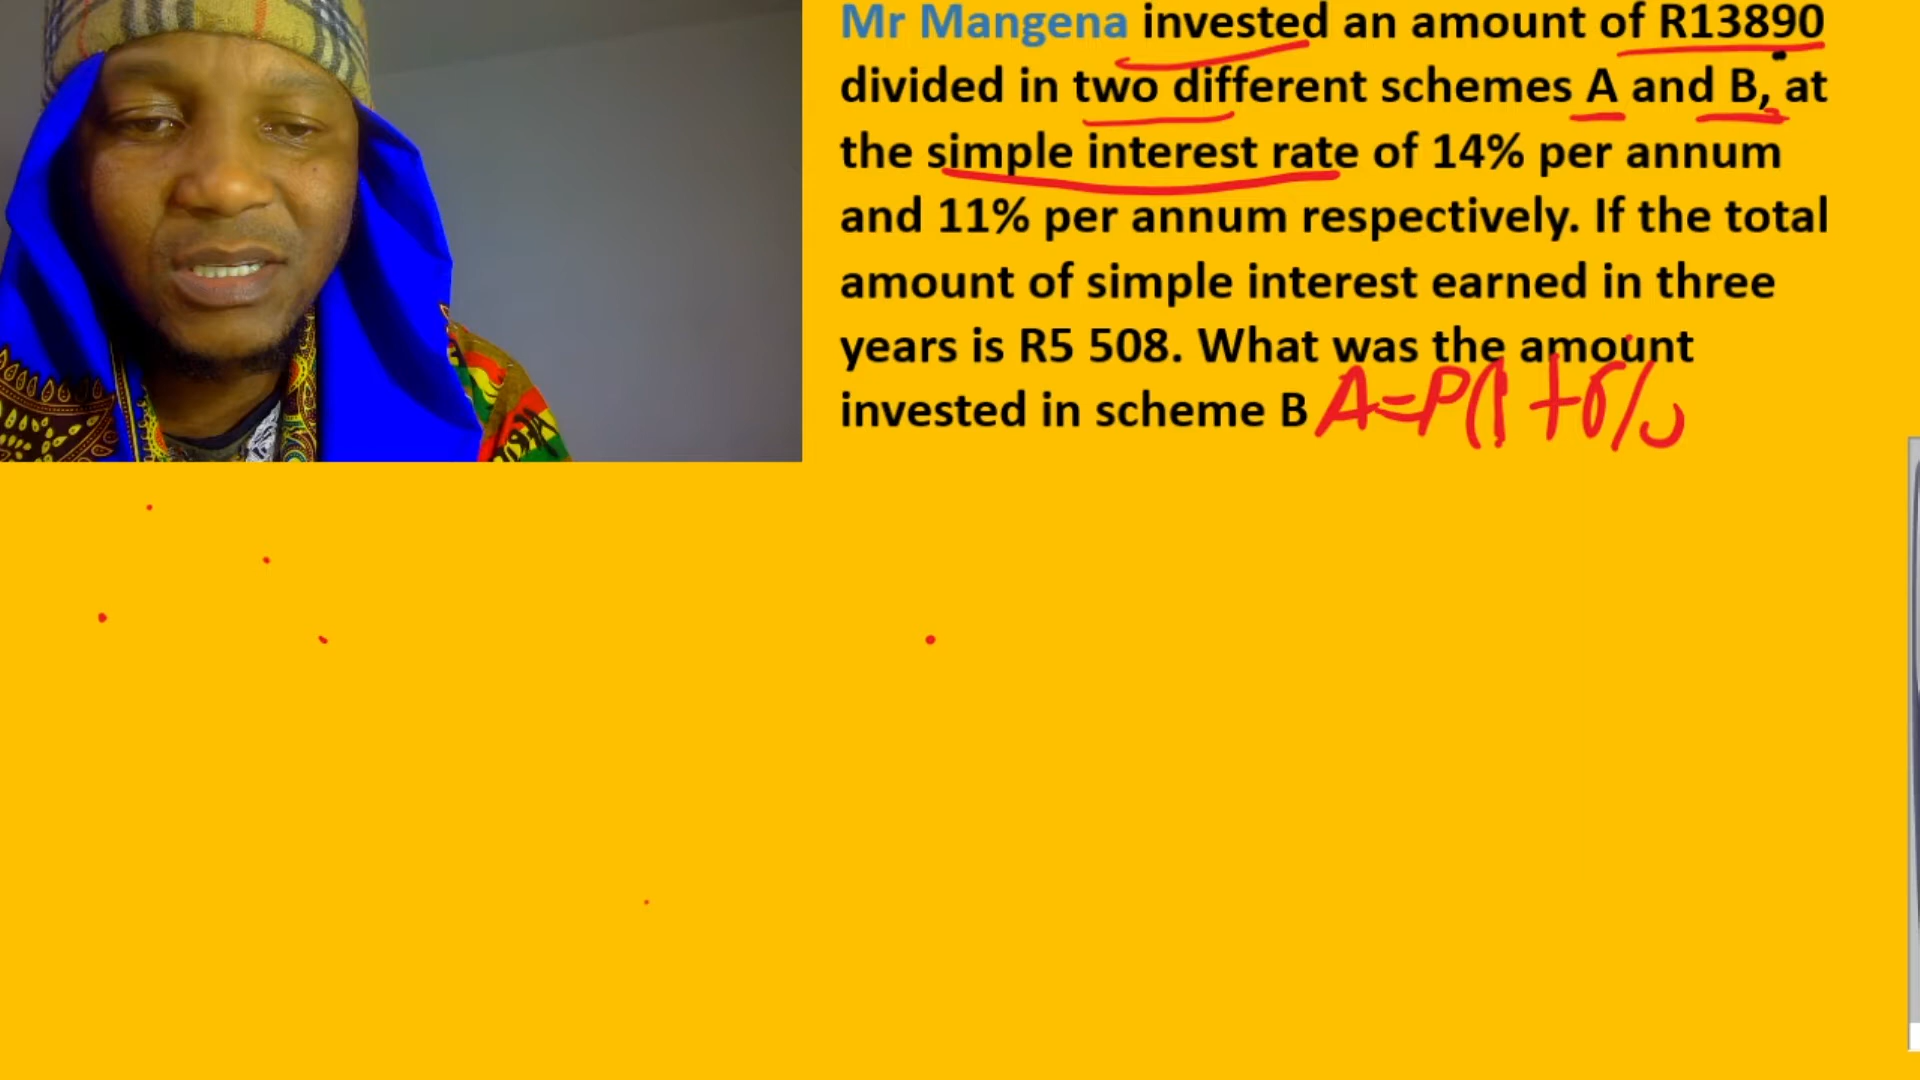 Mr Mangena invested an amount of R13890
divided in two different schemes A and B, at
the simple interest rate of 14% per annum
and 11% per annum respectively. If the total
amount of simple interest earned in three
years is R5 508. What was the amount
invested in scheme B A=P(1+r%